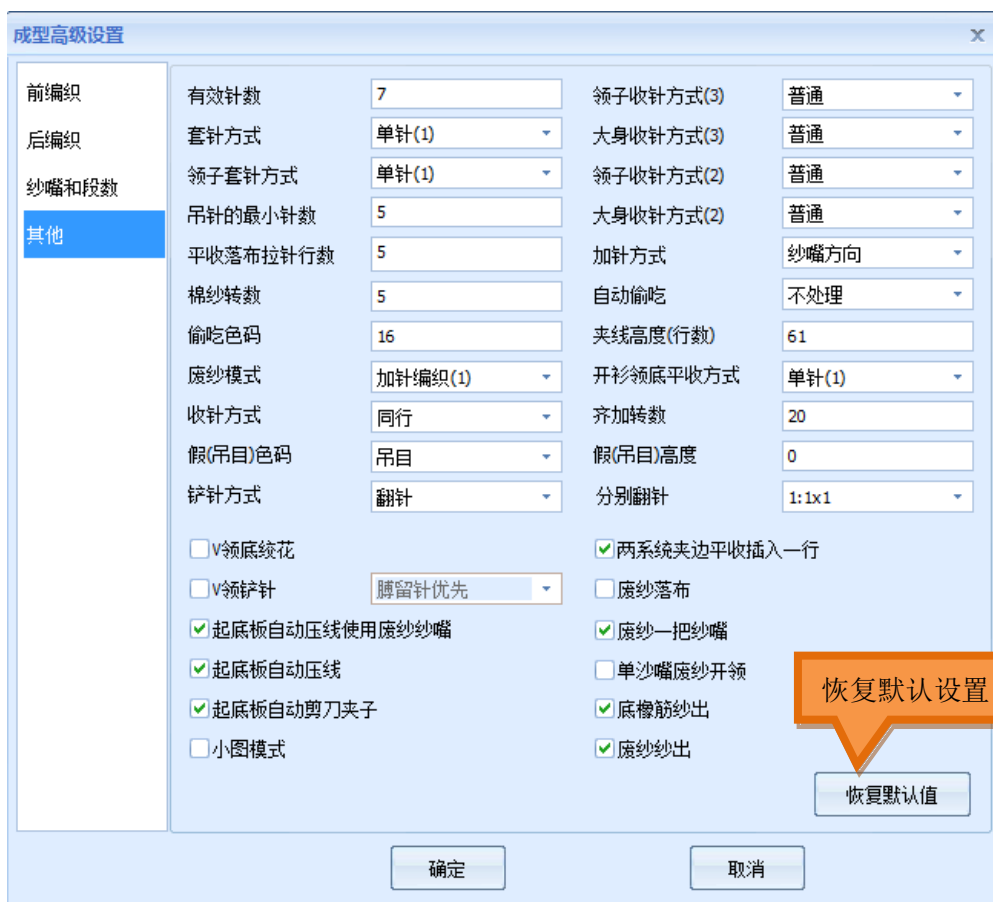 成型高级设置
前编织
后编织
纱嘴和段数
其他
有效针数 7 领子收针方式(3) 普通
套针方式 单针(1) 大身收针方式(3) 普通
领子套针方式 单针(1) 领子收针方式(2) 普通
吊针的最小针数 5 大身收针方式(2) 普通
平收落布拉针行数 5 加针方式 纱嘴方向
棉纱转数 5 自动偷吃 不处理
偷吃色码 16 夹线高度(行数) 61
废纱模式 加针编织(1) 开衫领底平收方式 单针(1)
收针方式 同行 齐加转数 20
假(吊目)色码 吊目 假(吊目)高度 0
铲针方式 翻针 分别翻针 1:1x1
V领底绞花 两系统夹边平收插入一行
V领铲针 膊留针优先 废纱落布
起底板自动压线使用废纱纱嘴 废纱一把纱嘴
起底板自动压线 单沙嘴废纱开领
起底板自动剪刀夹子 底橡筋纱出
小图模式 废纱纱出
恢复默认设置
恢复默认值
确定 取消